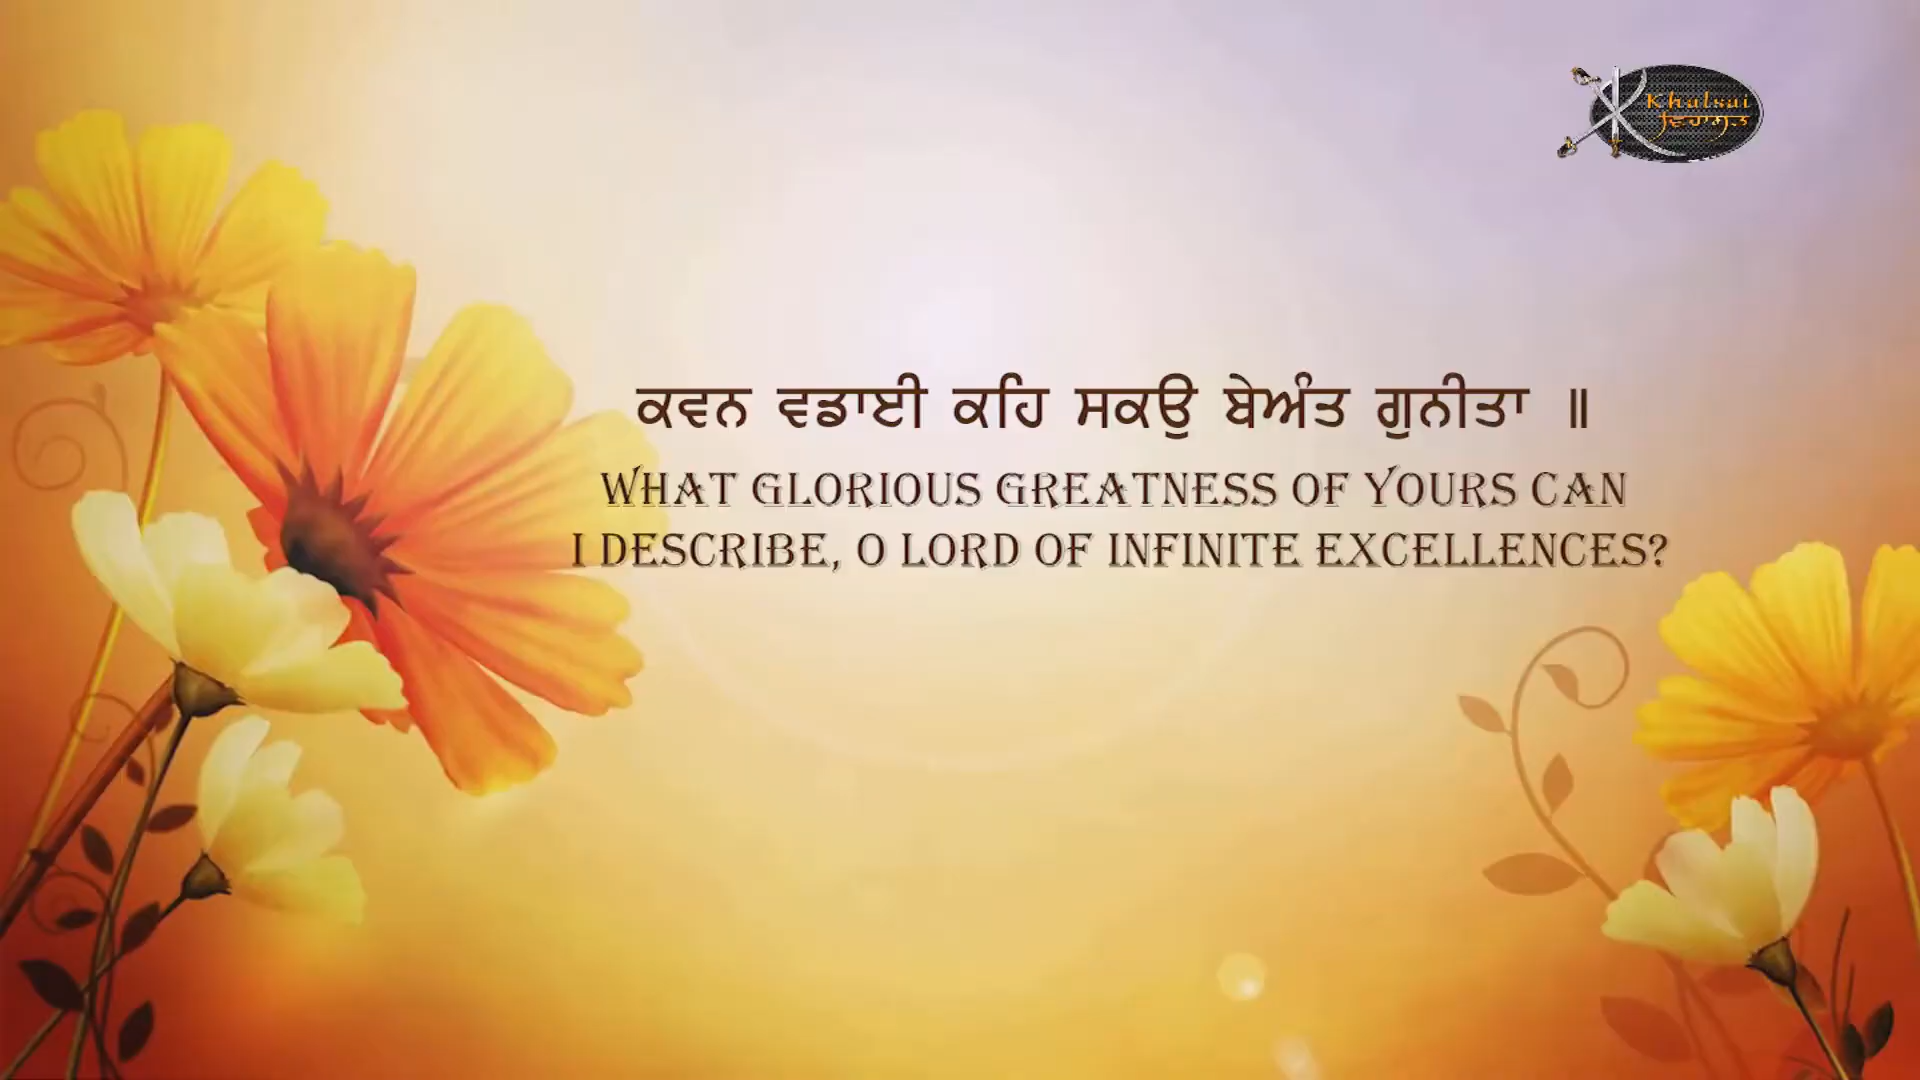 Khalsai
ਕਵਨ ਵਡਾਈ ਕਹਿ ਸਕਉ ਬੇਅੰਤ ਗੁਨੀਤਾ ॥
WHAT GLORIOUS GREATNESS OF YOURS CAN
I DESCRIBE, O LORD OF INFINITE EXCELLENCES?